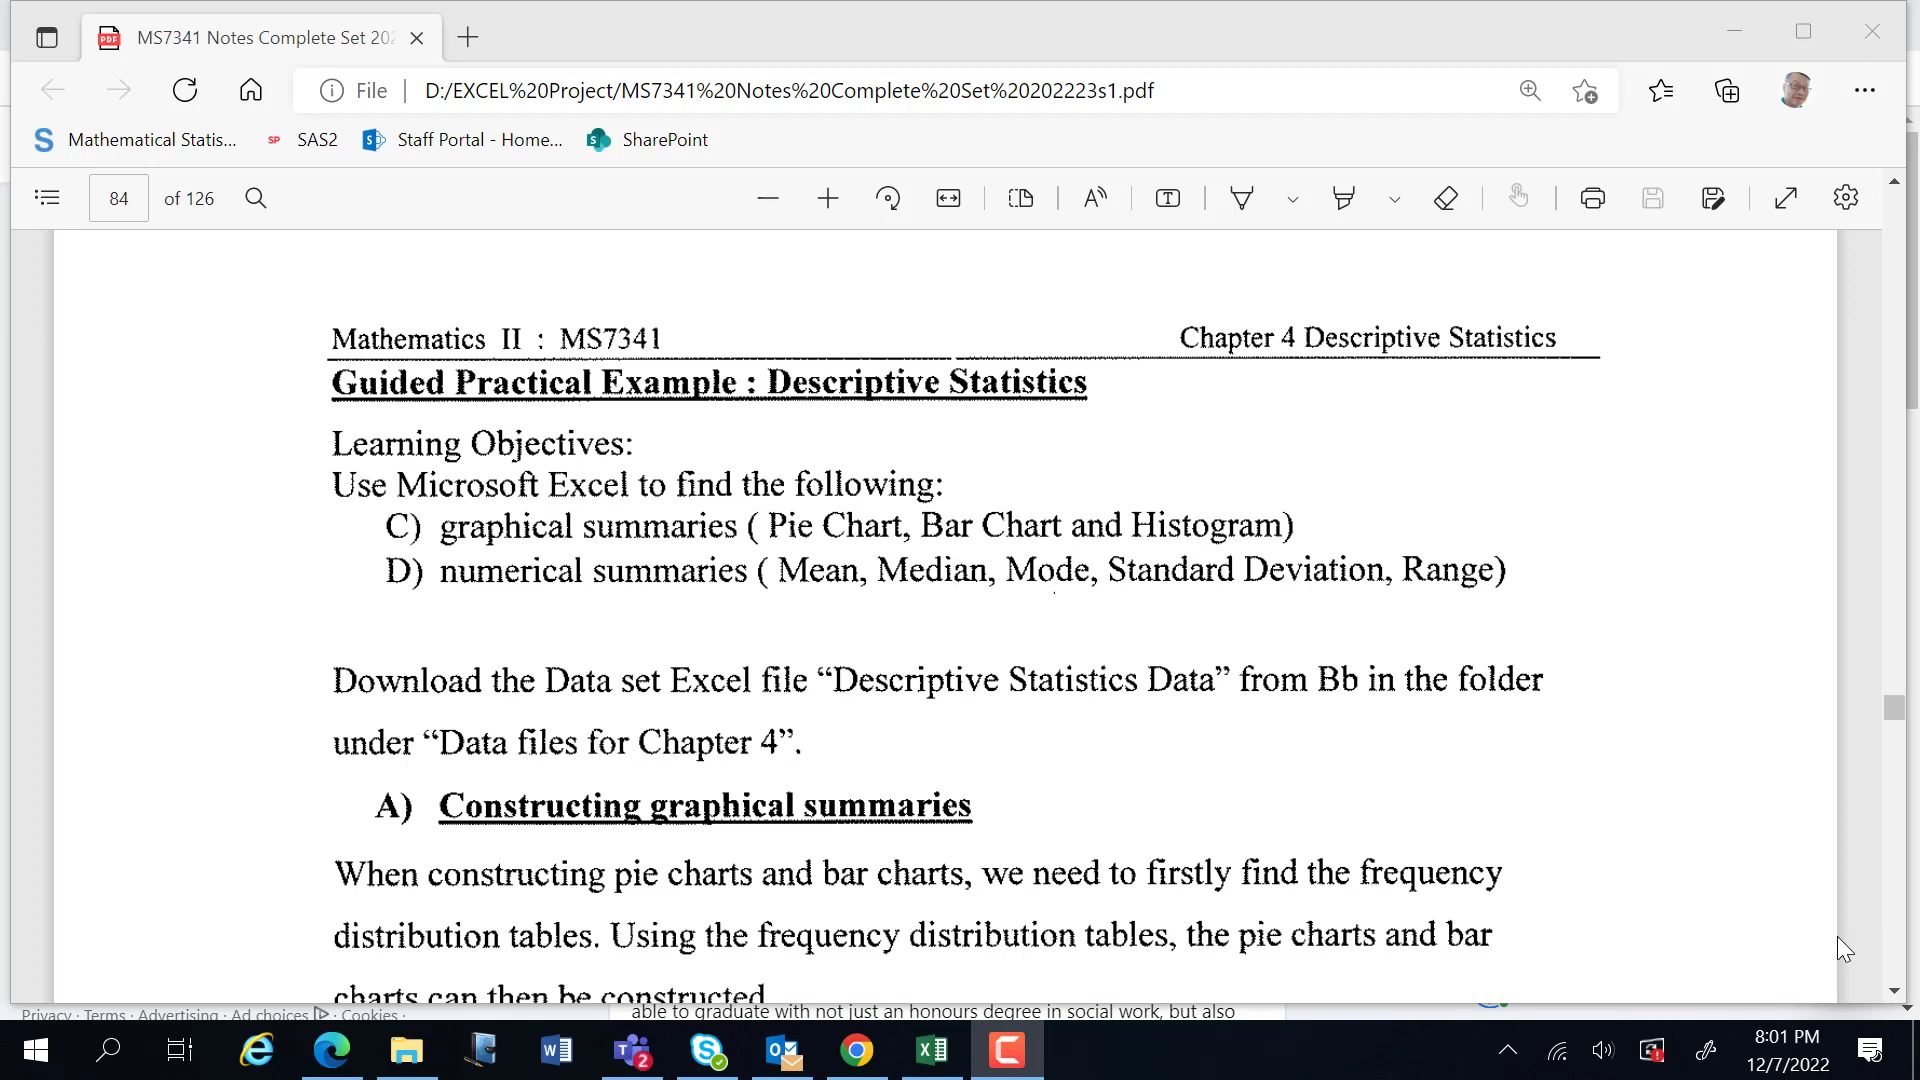 MS7341 Notes Complete Set 202
File
D:/EXCEL%20Project/MS7341%20Notes%20Complete%20Set%20202223s1.pdf
Mathematical Statis...
SAS2
Staff Portal - Home...
SharePoint
84 of 126
Mathematics II : MS7341
Chapter 4 Descriptive Statistics
Guided Practical Example : Descriptive Statistics
Learning Objectives:
Use Microsoft Excel to find the following:
C) graphical summaries ( Pie Chart, Bar Chart and Histogram)
D) numerical summaries ( Mean, Median, Mode, Standard Deviation, Range)
Download the Data set Excel file “Descriptive Statistics Data” from Bb in the folder
under “Data files for Chapter 4”.
A) Constructing graphical summaries
When constructing pie charts and bar charts, we need to firstly find the frequency
distribution tables. Using the frequency distribution tables, the pie charts and bar
charts can then be constructed
Privacy · Terms · Advertising · Ad choices · Cookies ·
able to graduate with not just an honours degree in social work, but also
2
8:01 PM
12/7/2022